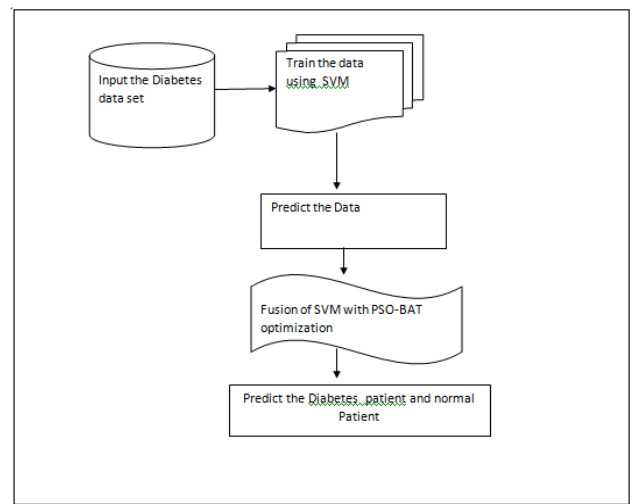 Input the Diabetes
data set
Train the data
using SVM
Predict the Data
Fusion of SVM with PSO-BAT
optimization
Predict the Diabetes patient and normal
Patient